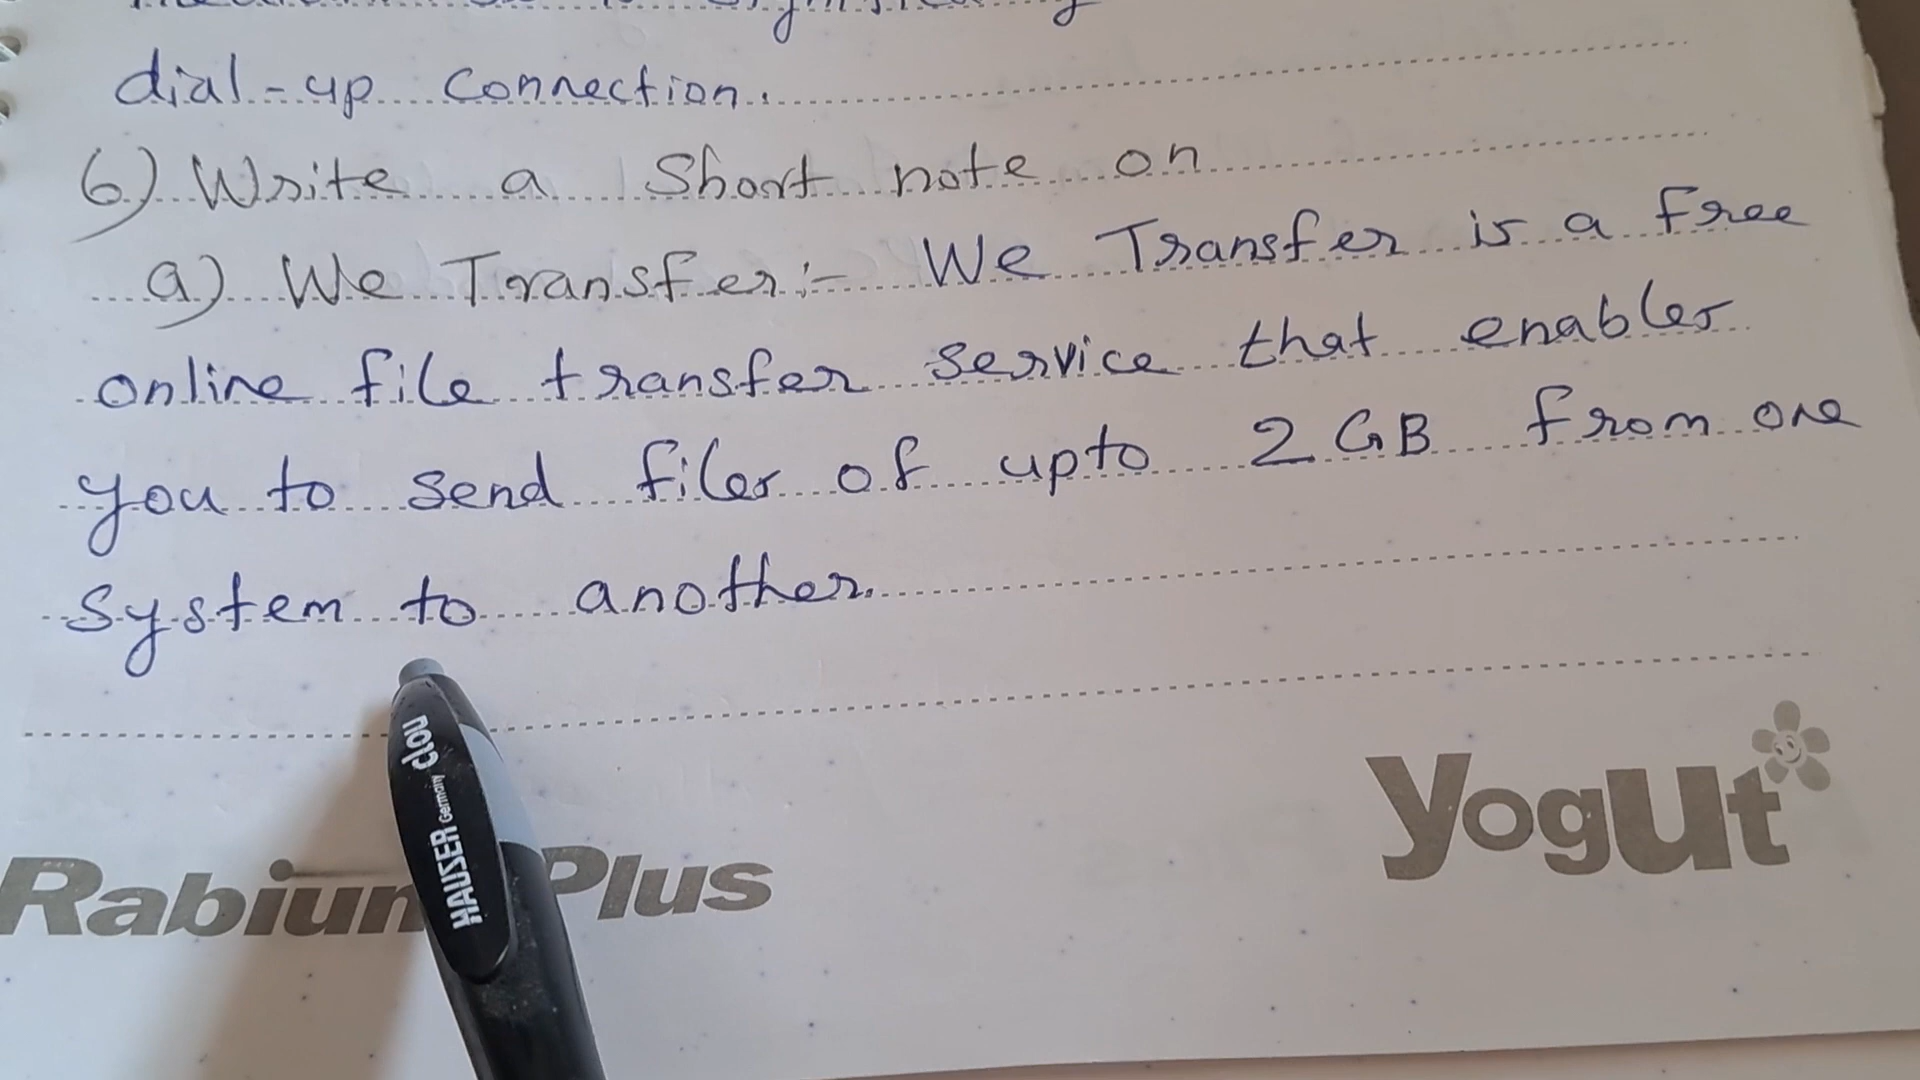 dial-up connection.
6) Write a short note on
a) We Transfer:- We Transfer is a free
online file transfer service that enables
you to send files of upto 2 GB from one
system to another.
clou
HAUSER Germany
Yogut
Plus